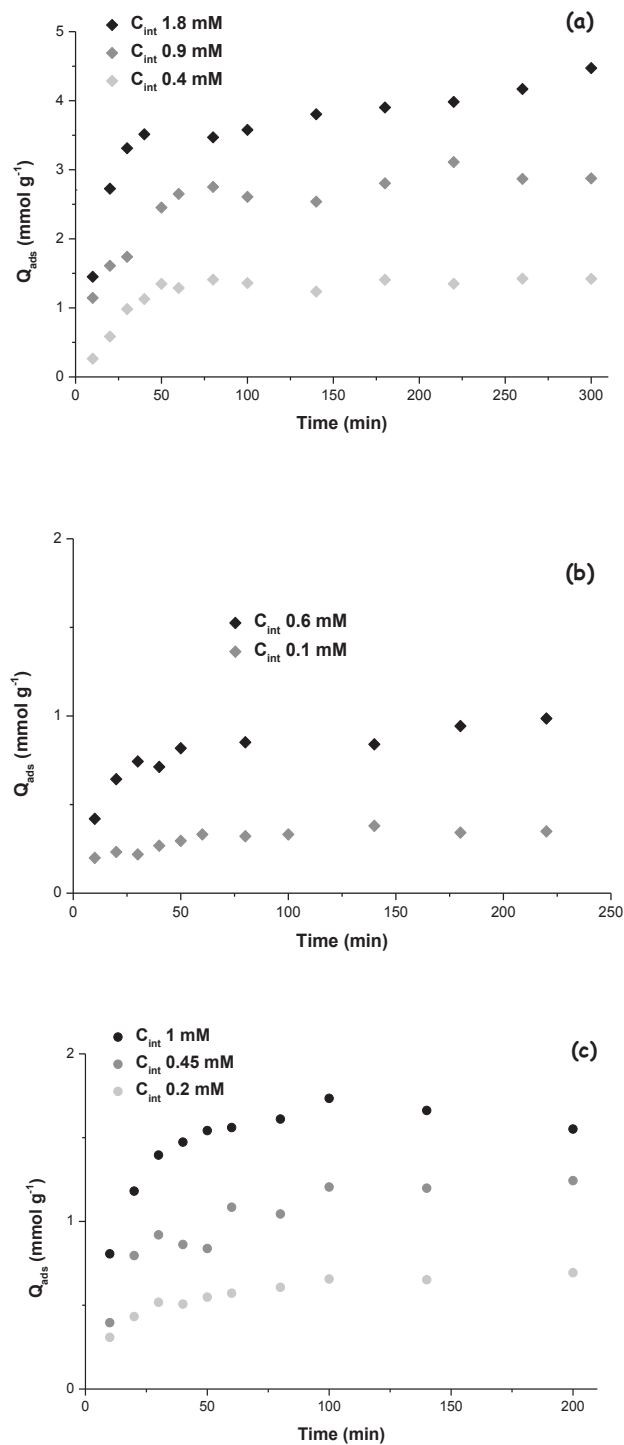 (a)
C_int 1.8 mM
C_int 0.9 mM
C_int 0.4 mM
Q_ads (mmol g⁻¹)
5
4
3
2
1
0
0 50 100 150 200 250 300
Time (min)
(b)
C_int 0.6 mM
C_int 0.1 mM
Q_ads (mmol g⁻¹)
2
1
0
0 50 100 150 200 250
Time (min)
(c)
C_int 1 mM
C_int 0.45 mM
C_int 0.2 mM
Q_ads (mmol g⁻¹)
2
1
0
0 50 100 150 200
Time (min)